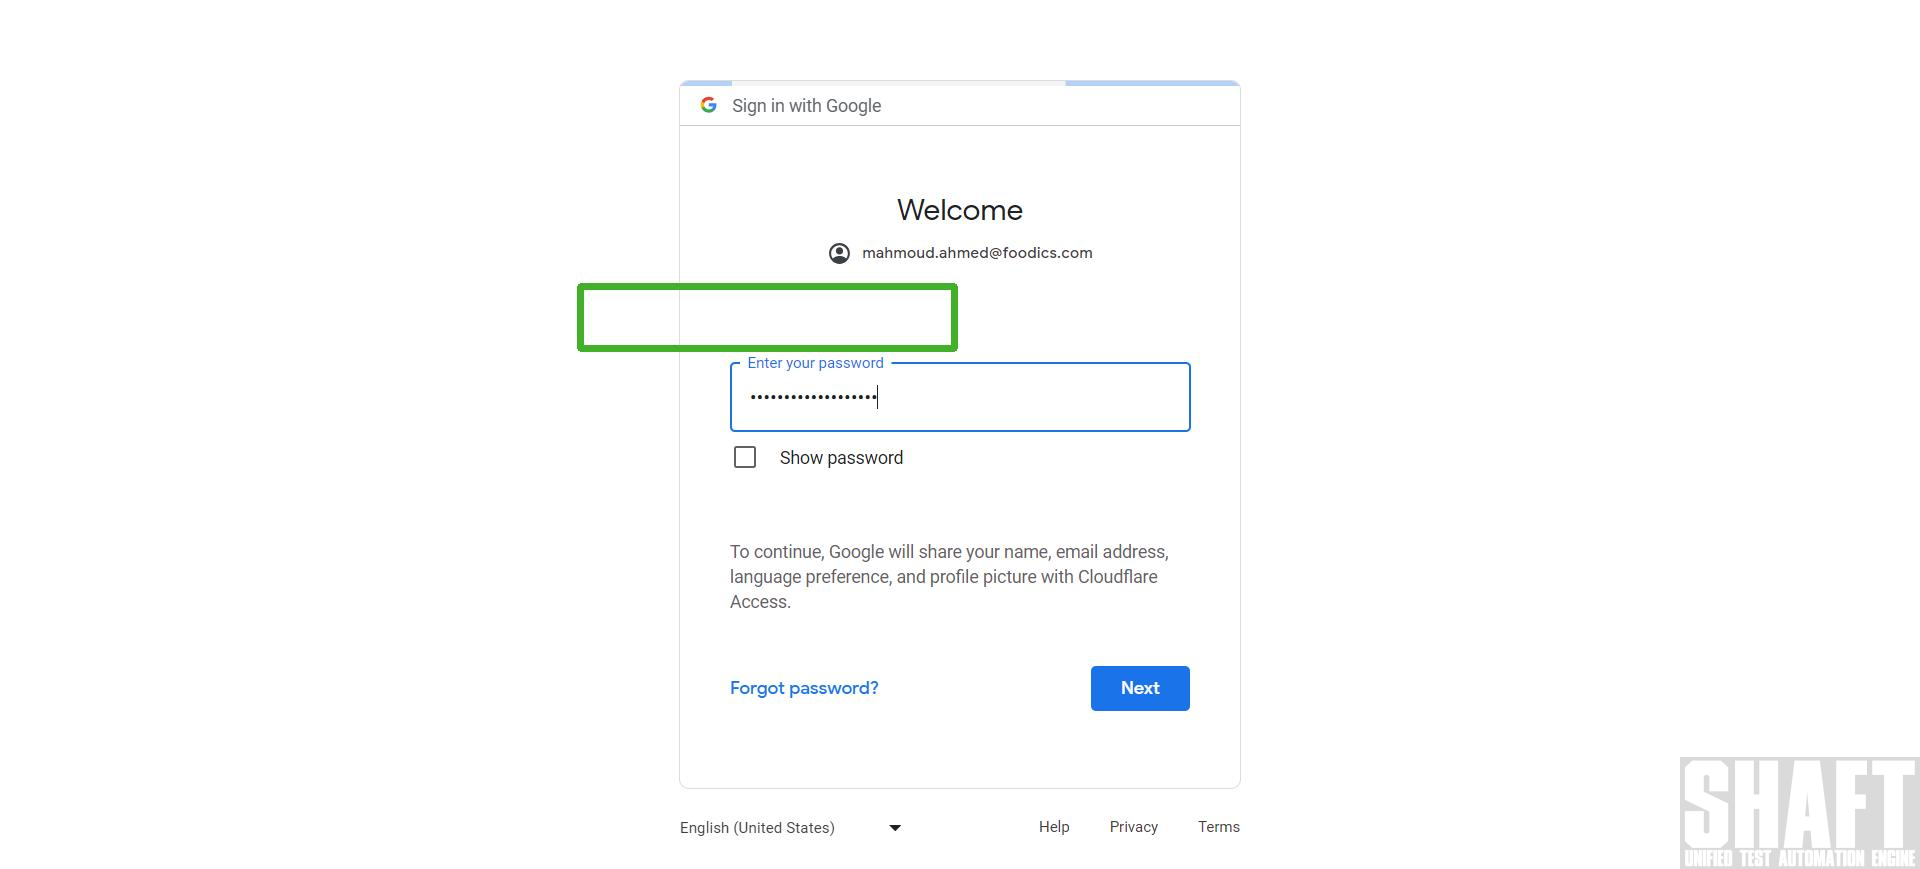 Sign in with Google
Welcome
mahmoud.ahmed@foodics.com
Enter your password
•••••••••••••••••••
Show password
To continue, Google will share your name, email address,
language preference, and profile picture with Cloudflare
Access.
Forgot password?
Next
English (United States)
Help
Privacy
Terms
SHAFT
UNIFIED TEST AUTOMATION ENGINE